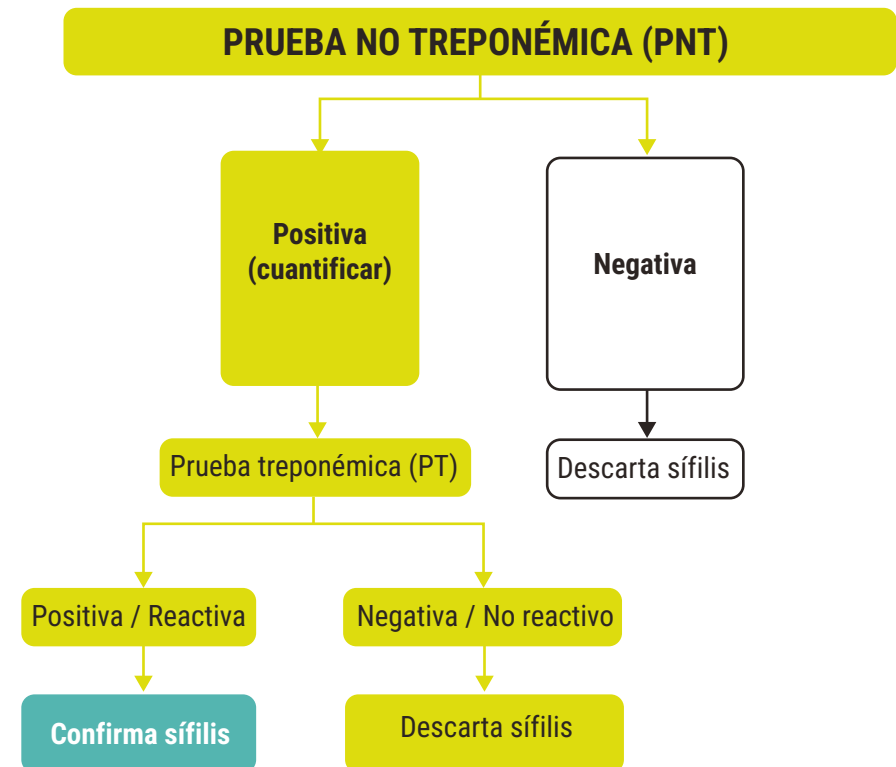 PRUEBA NO TREPONÉMICA (PNT)
Positiva
(cuantificar)
Negativa
Prueba treponémica (PT)
Descarta sífilis
Positiva / Reactiva
Negativa / No reactivo
Confirma sífilis
Descarta sífilis